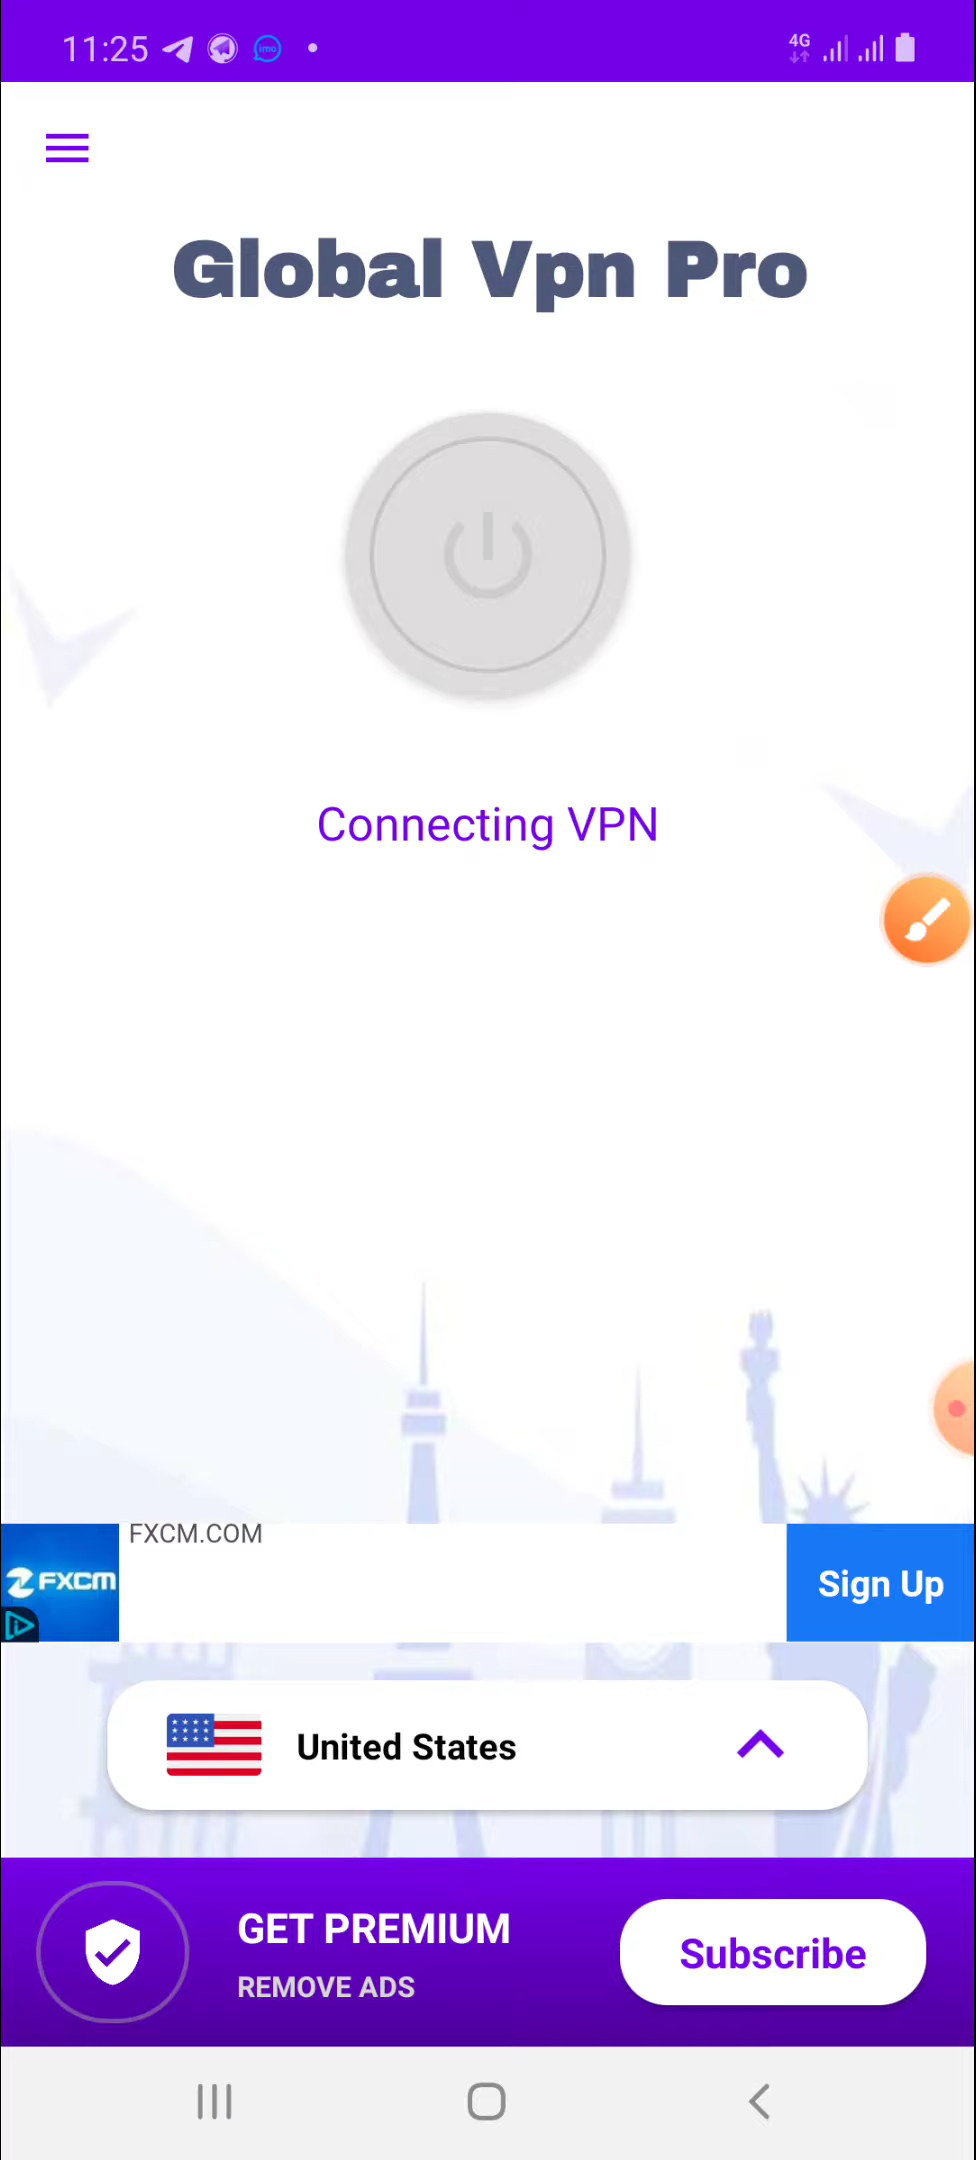 11:25
imo
4G
Global Vpn Pro
Connecting VPN
FXCM.COM
FXCM
Sign Up
United States
GET PREMIUM
REMOVE ADS
Subscribe